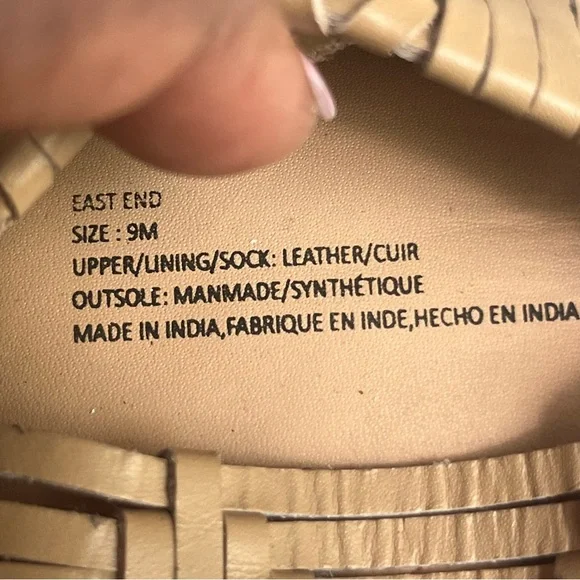 EAST END
SIZE : 9M
UPPER/LINING/SOCK: LEATHER/CUIR
OUTSOLE: MANMADE/SYNTHÉTIQUE
MADE IN INDIA,FABRIQUE EN INDE,HECHO EN INDIA